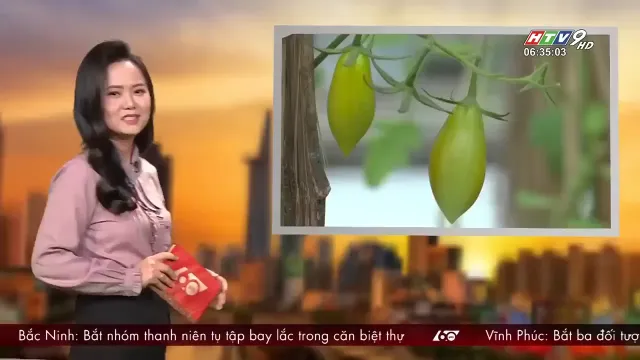 HTV9 HD
06:35:03
Bắc Ninh: Bắt nhóm thanh niên tụ tập bay lắc trong căn biệt thự
60
Vĩnh Phúc: Bắt ba đối tượ